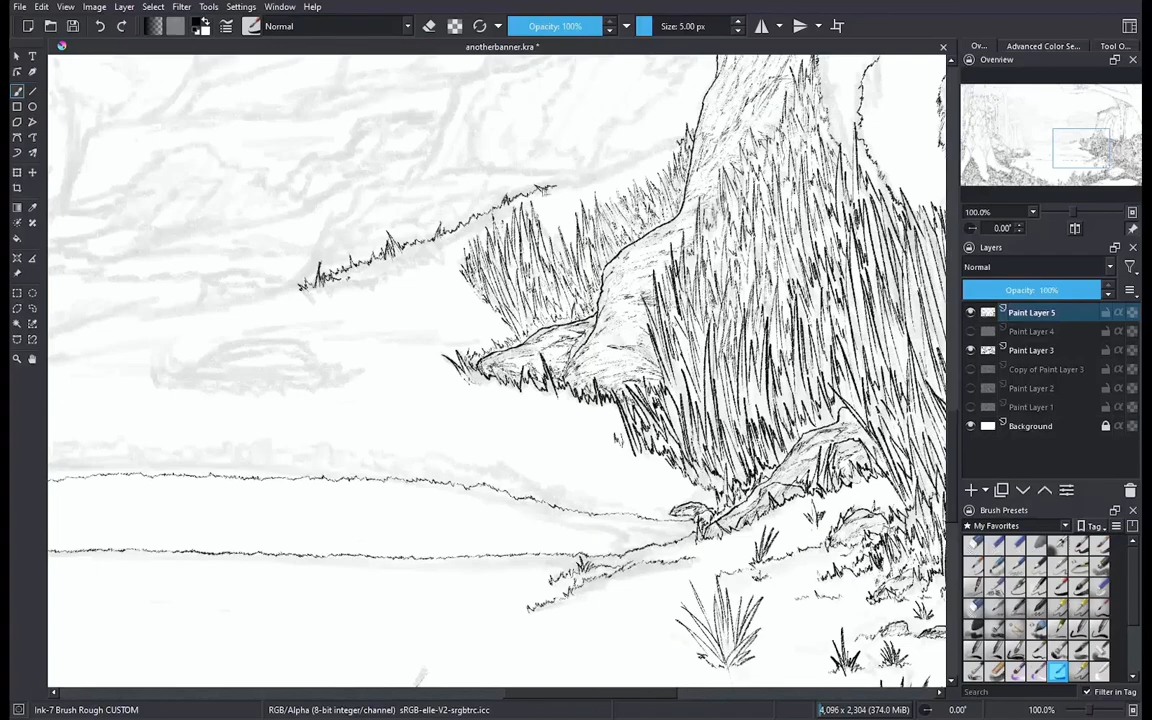 File Edit View Image Layer Select Filter Tools Settings Window Help
Normal Opacity: 100% Size: 5.00 px
anotherbanner.kra *
Ov... Advanced Color Se... Tool O...
Overview
100.0% 0.00°
Layers
Normal
Opacity: 100%
Paint Layer 5
Paint Layer 4
Paint Layer 3
Copy of Paint Layer 3
Paint Layer 2
Paint Layer 1
Background
Brush Presets
My Favorites Tag
Search Filter in Tag
Ink-7 Brush Rough CUSTOM RGB/Alpha (8-bit integer/channel) sRGB-elle-V2-srgbtrc.icc 4,096 x 2,304 (374.0 MiB) 0.00° 100.0%